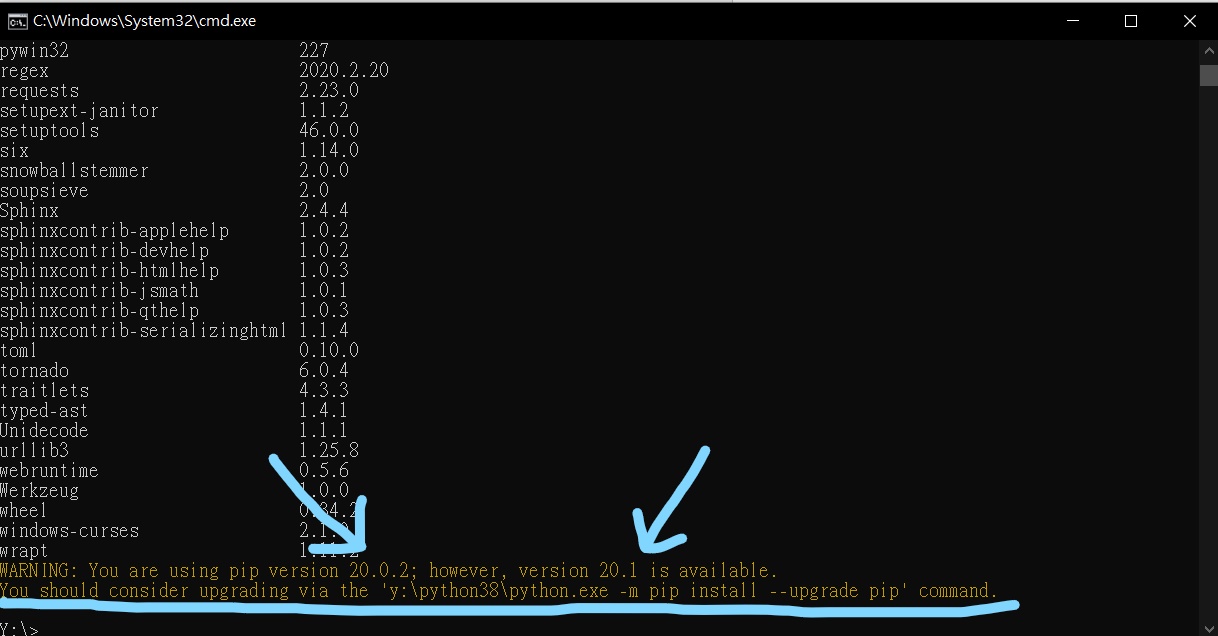 C:\Windows\System32\cmd.exe
pywin32 227
regex 2020.2.20
requests 2.23.0
setupext-janitor 1.1.2
setuptools 46.0.0
six 1.14.0
snowballstemmer 2.0.0
soupsieve 2.0
Sphinx 2.4.4
sphinxcontrib-applehelp 1.0.2
sphinxcontrib-devhelp 1.0.2
sphinxcontrib-htmlhelp 1.0.3
sphinxcontrib-jsmath 1.0.1
sphinxcontrib-qthelp 1.0.3
sphinxcontrib-serializinghtml 1.1.4
toml 0.10.0
tornado 6.0.4
traitlets 4.3.3
typed-ast 1.4.1
Unidecode 1.1.1
urllib3 1.25.8
webruntime 0.5.6
Werkzeug 1.0.0
wheel 0.34.2
windows-curses
wrapt 1.11.2
WARNING: You are using pip version 20.0.2; however, version 20.1 is available.
You should consider upgrading via the 'y:\python38\python.exe -m pip install --upgrade pip' command.
Y:\>